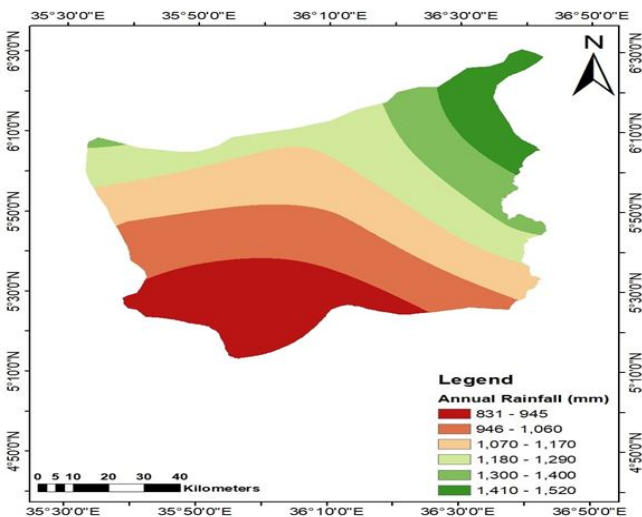 35°30'0"E 35°50'0"E 36°10'0"E 36°30'0"E 36°50'0"E
N
6°30'0"N 6°30'0"N
6°10'0"N 6°10'0"N
5°50'0"N 5°50'0"N
5°30'0"N 5°30'0"N
5°10'0"N 5°10'0"N
4°50'0"N 4°50'0"N
Legend
Annual Rainfall (mm)
831 - 945
946 - 1,060
1,070 - 1,170
1,180 - 1,290
1,300 - 1,400
1,410 - 1,520
0 5 10 20 30 40
Kilometers
35°30'0"E 35°50'0"E 36°10'0"E 36°30'0"E 36°50'0"E